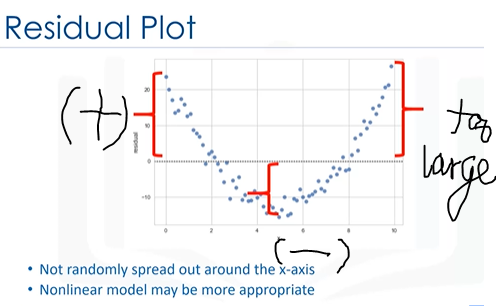 Residual Plot
(+)
too
large
20
10
0
-10
residual
0 2 4 6 8 10
(—)
• Not randomly spread out around the x-axis
• Nonlinear model may be more appropriate